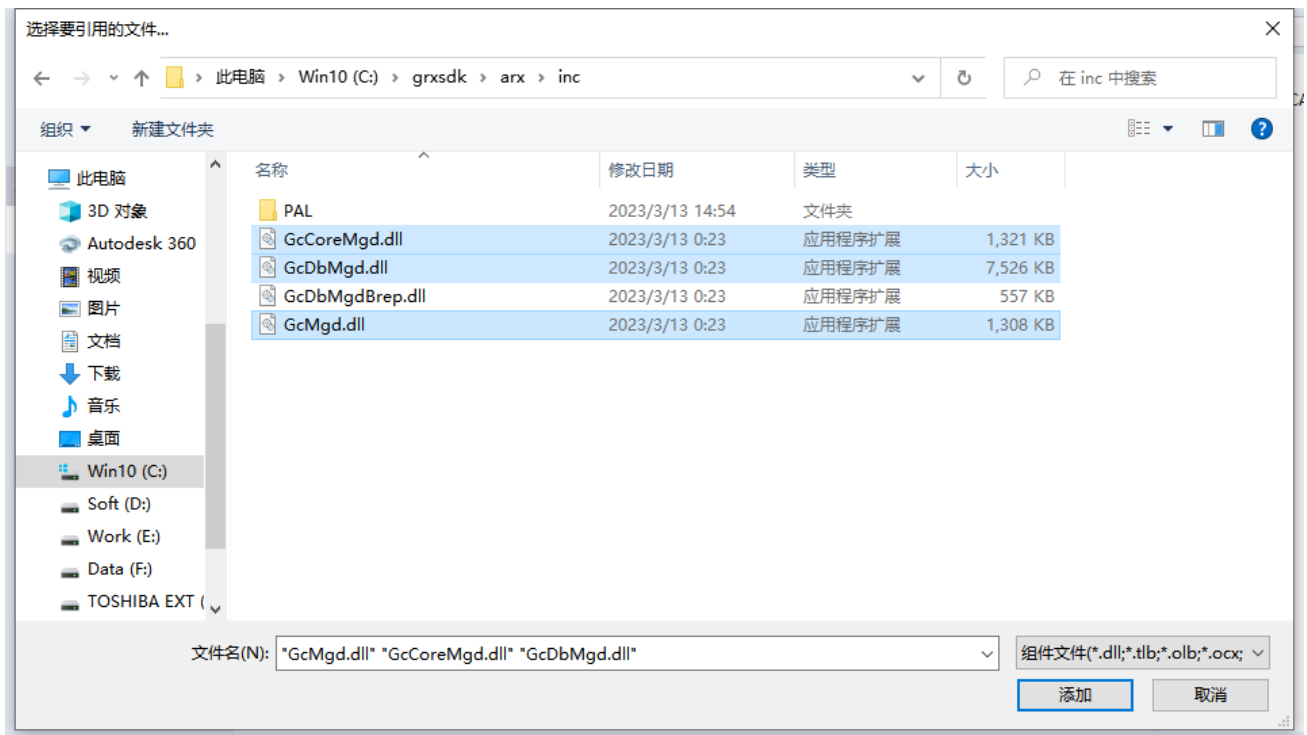 选择要引用的文件...
此电脑 › Win10 (C:) › grxsdk › arx › inc
在 inc 中搜索
组织
新建文件夹
名称 修改日期 类型 大小
此电脑
3D 对象
Autodesk 360
视频
图片
文档
下载
音乐
桌面
Win10 (C:)
Soft (D:)
Work (E:)
Data (F:)
TOSHIBA EXT (
PAL 2023/3/13 14:54 文件夹
GcCoreMgd.dll 2023/3/13 0:23 应用程序扩展 1,321 KB
GcDbMgd.dll 2023/3/13 0:23 应用程序扩展 7,526 KB
GcDbMgdBrep.dll 2023/3/13 0:23 应用程序扩展 557 KB
GcMgd.dll 2023/3/13 0:23 应用程序扩展 1,308 KB
文件名(N): "GcMgd.dll" "GcCoreMgd.dll" "GcDbMgd.dll"
组件文件(*.dll;*.tlb;*.olb;*.ocx;
添加 取消